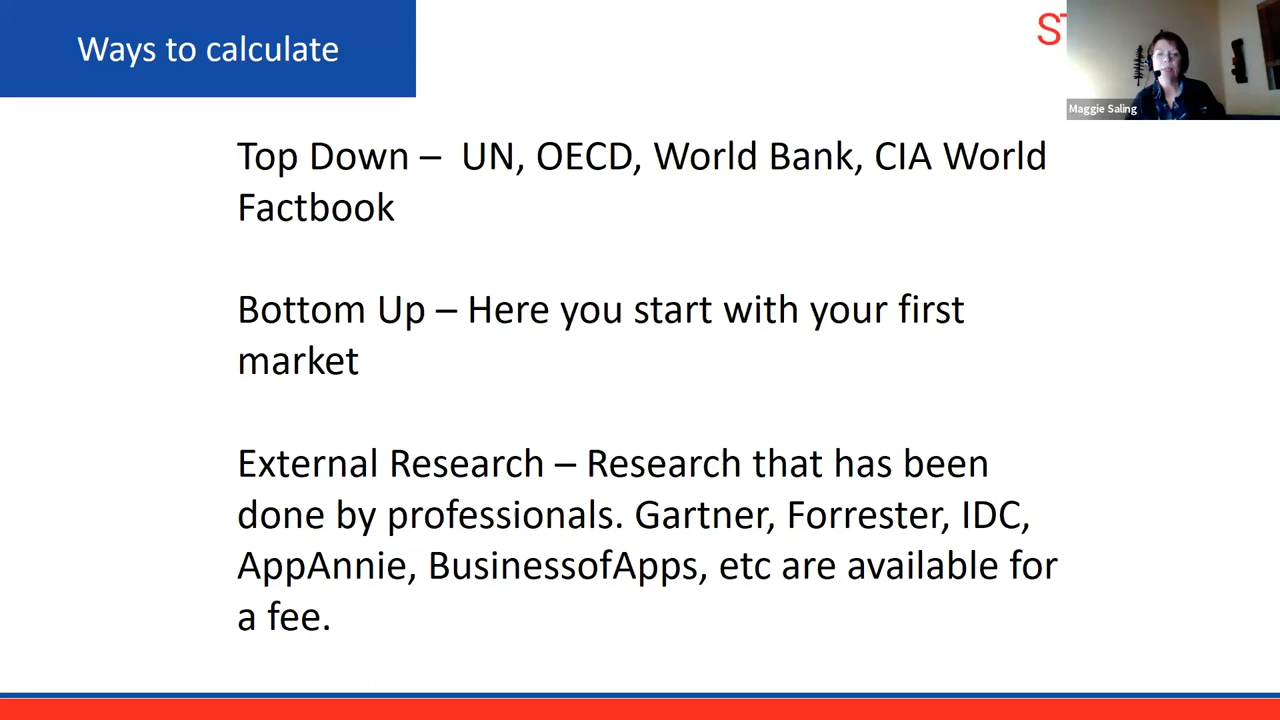 Ways to calculate
ST
Maggie Saling
Top Down – UN, OECD, World Bank, CIA World
Factbook
Bottom Up – Here you start with your first
market
External Research – Research that has been
done by professionals. Gartner, Forrester, IDC,
AppAnnie, BusinessofApps, etc are available for
a fee.